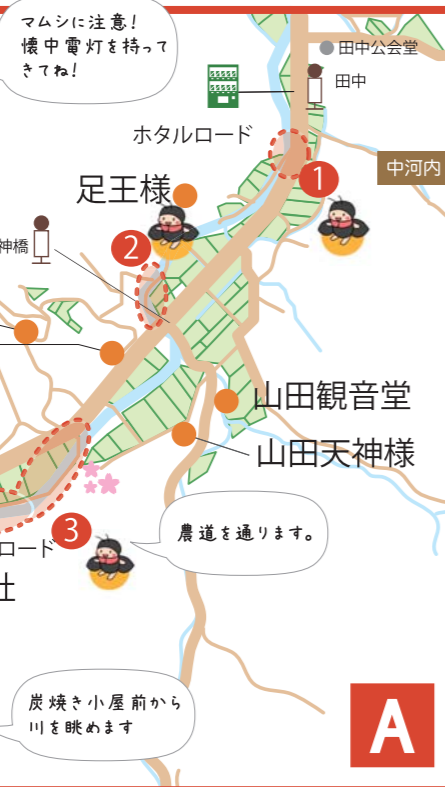 マムシに注意！
懐中電灯を持って
きてね！
田中公会堂
田中
ホタルロード
中河内
足王様
1
神橋
2
山田観音堂
山田天神様
3
ロード
社
農道を通ります。
炭焼き小屋前から
川を眺めます
A